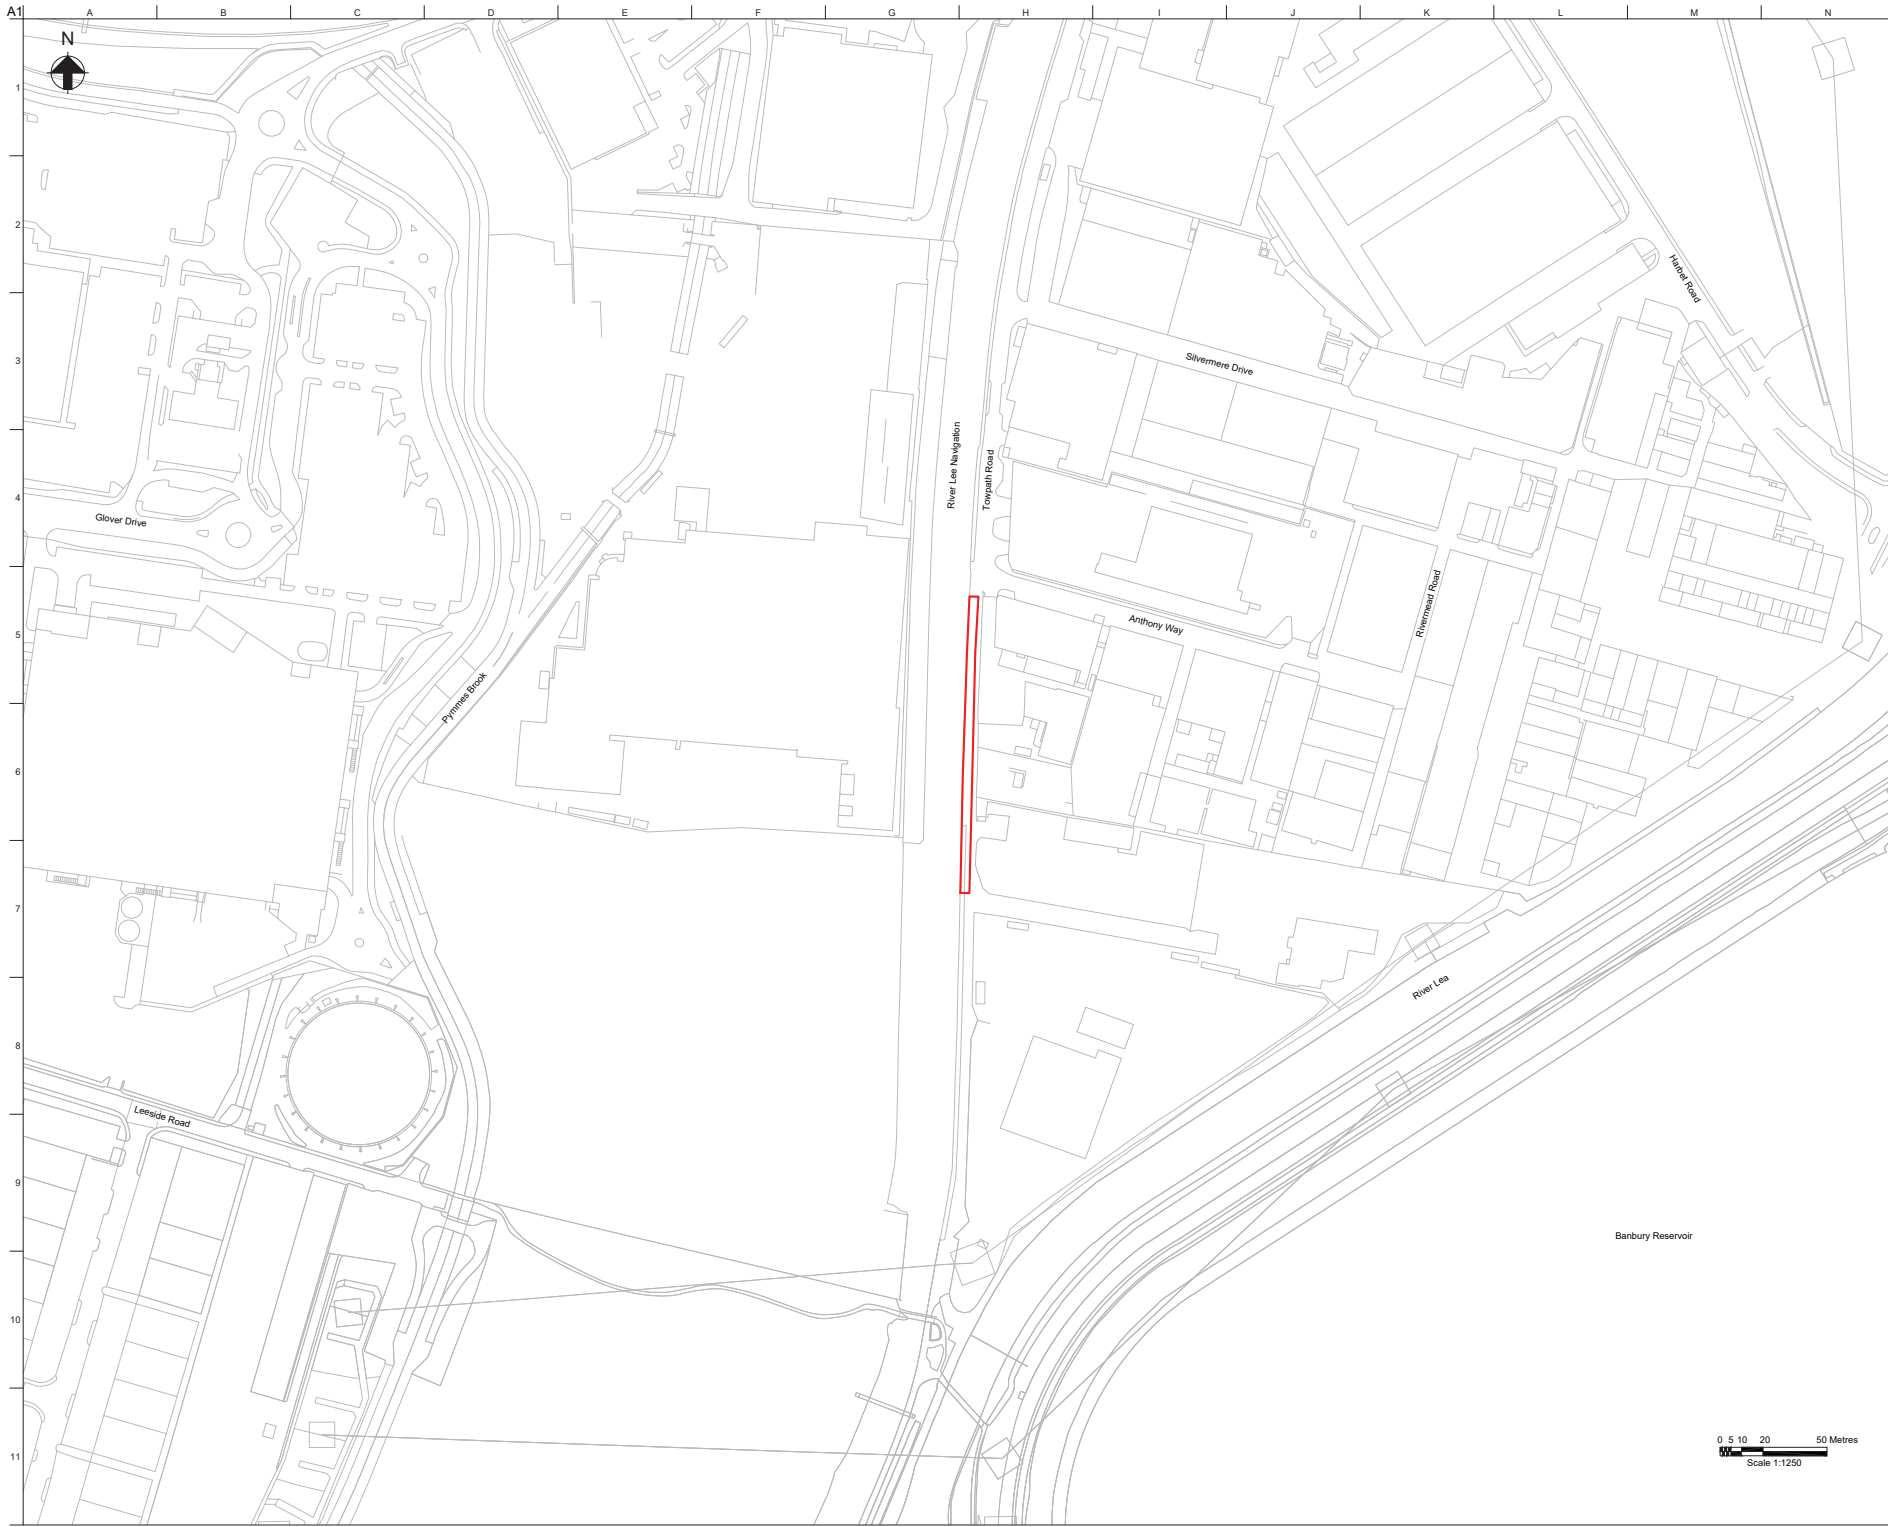 A1
A B C D E F G H I J K L M N
N
1
2
Harbet Road
3
Silvermere Drive
River Lee Navigation
Towpath Road
4
Glover Drive
5
Anthony Way
Rivermead Road
Pymmes Brook
6
7
River Lea
8
Leeside Road
9
Banbury Reservoir
10
11
0 5 10 20 50 Metres
Scale 1:1250